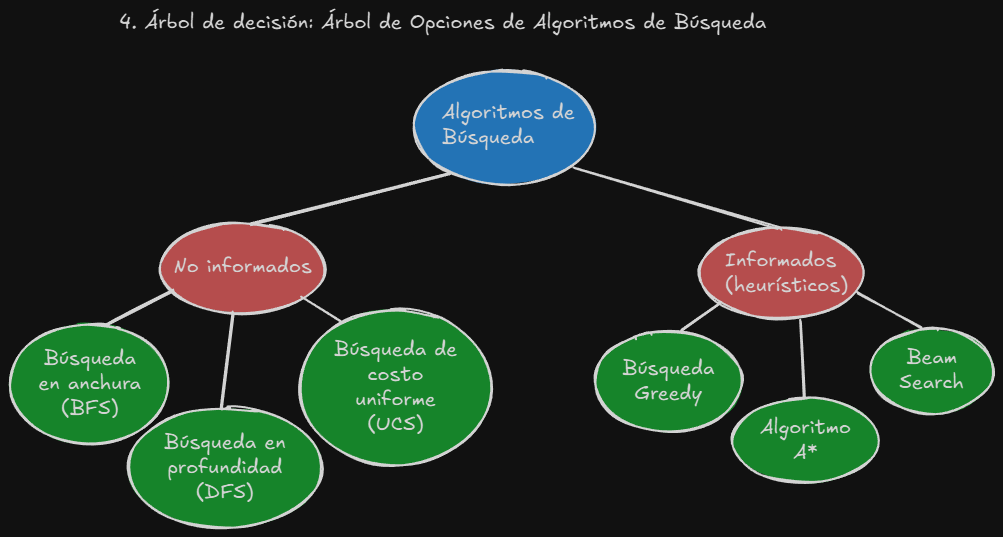 4. Árbol de decisión: Árbol de Opciones de Algoritmos de Búsqueda
Algoritmos de
Búsqueda
No informados
Informados
(heurísticos)
Búsqueda
en anchura
(BFS)
Búsqueda en
profundidad
(DFS)
Búsqueda de
costo
uniforme
(UCS)
Búsqueda
Greedy
Algoritmo
A*
Beam
Search